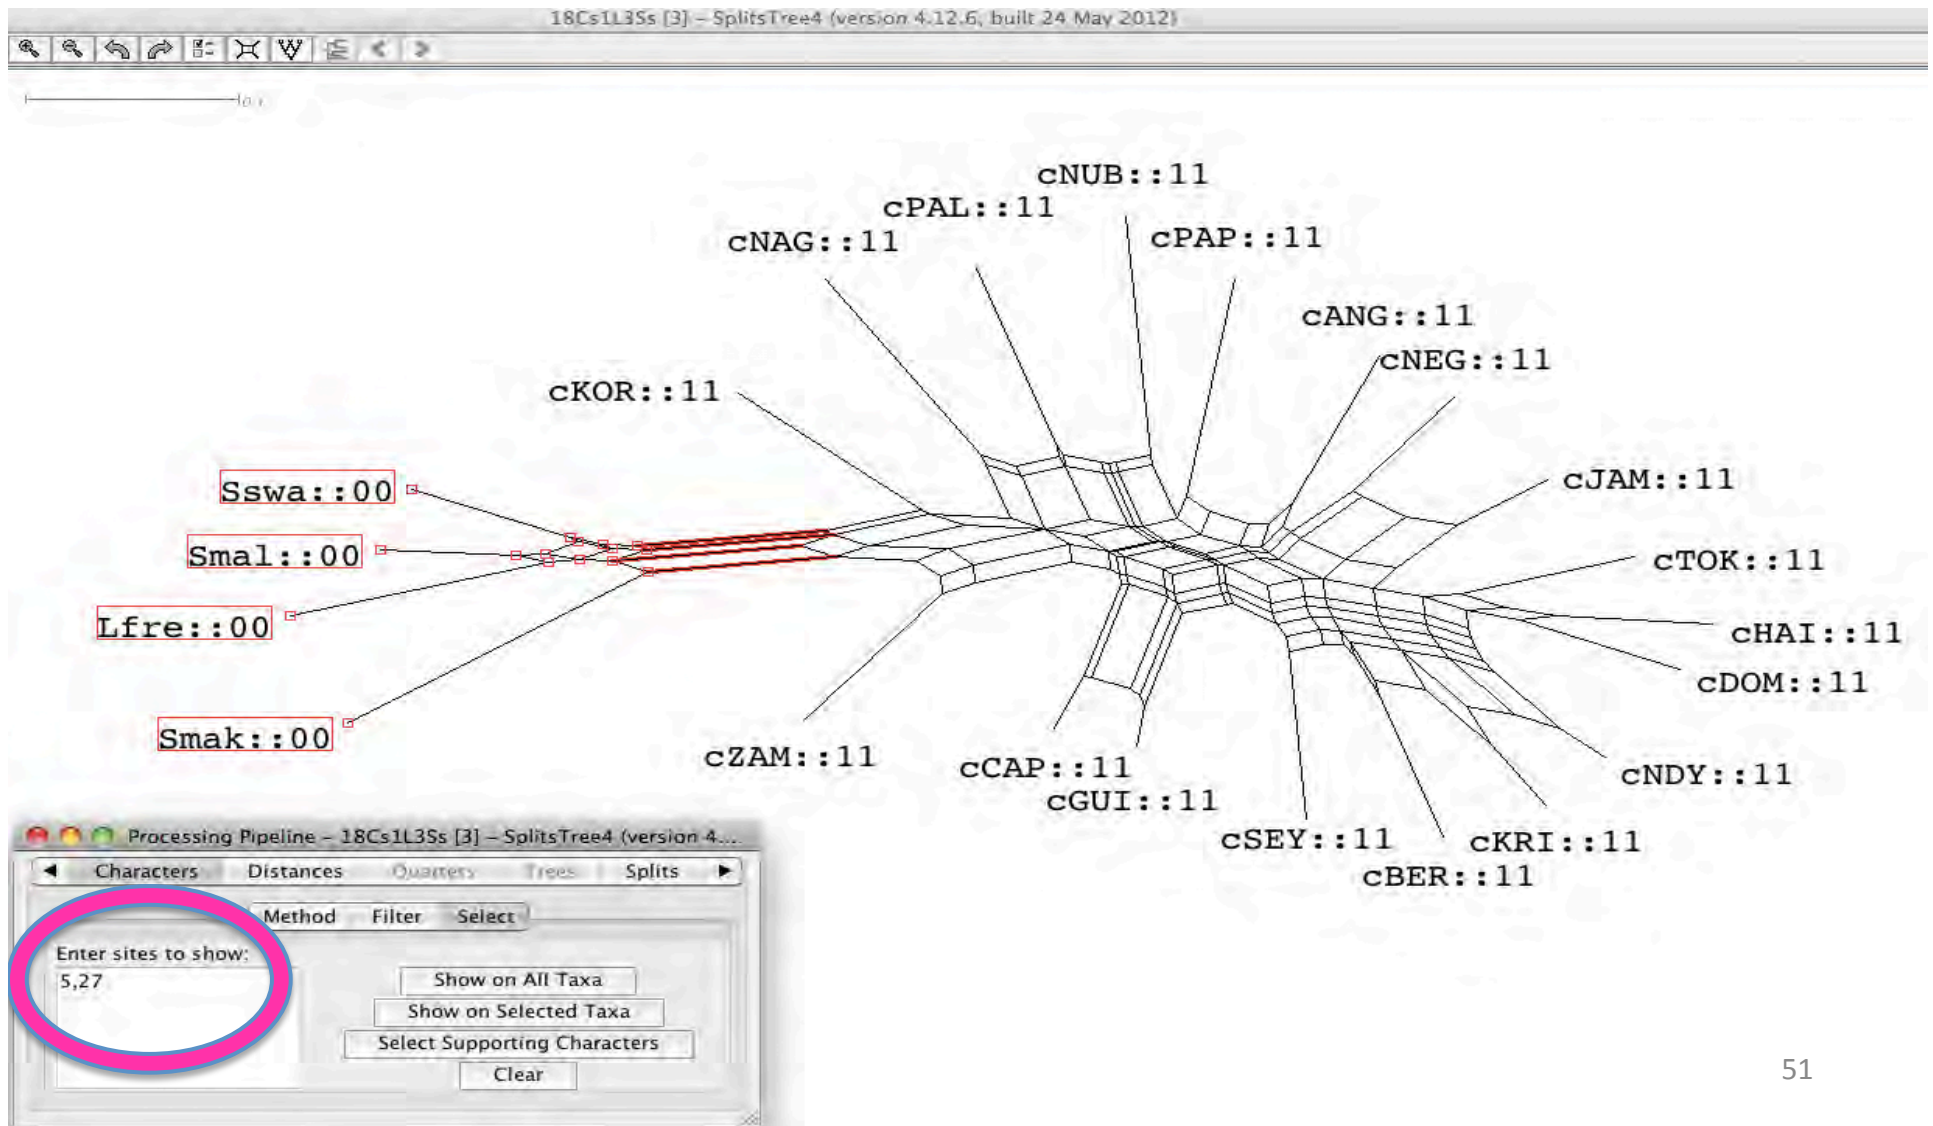 18Cs1L3Ss [3] – SplitsTree4 (version 4.12.6, built 24 May 2012)
cNUB::11
cPAL::11
cNAG::11
cPAP::11
cANG::11
cNEG::11
cKOR::11
cJAM::11
Sswa::00
Smal::00
cTOK::11
Lfre::00
cHAI::11
cDOM::11
Smak::00
cZAM::11
cCAP::11
cNDY::11
cGUI::11
cSEY::11
cKRI::11
cBER::11
Processing Pipeline – 18Cs1L3Ss [3] – SplitsTree4 (version 4...
Characters Distances Quartets Trees Splits
Method Filter Select
Enter sites to show:
5,27
Show on All Taxa
Show on Selected Taxa
Select Supporting Characters
Clear
51